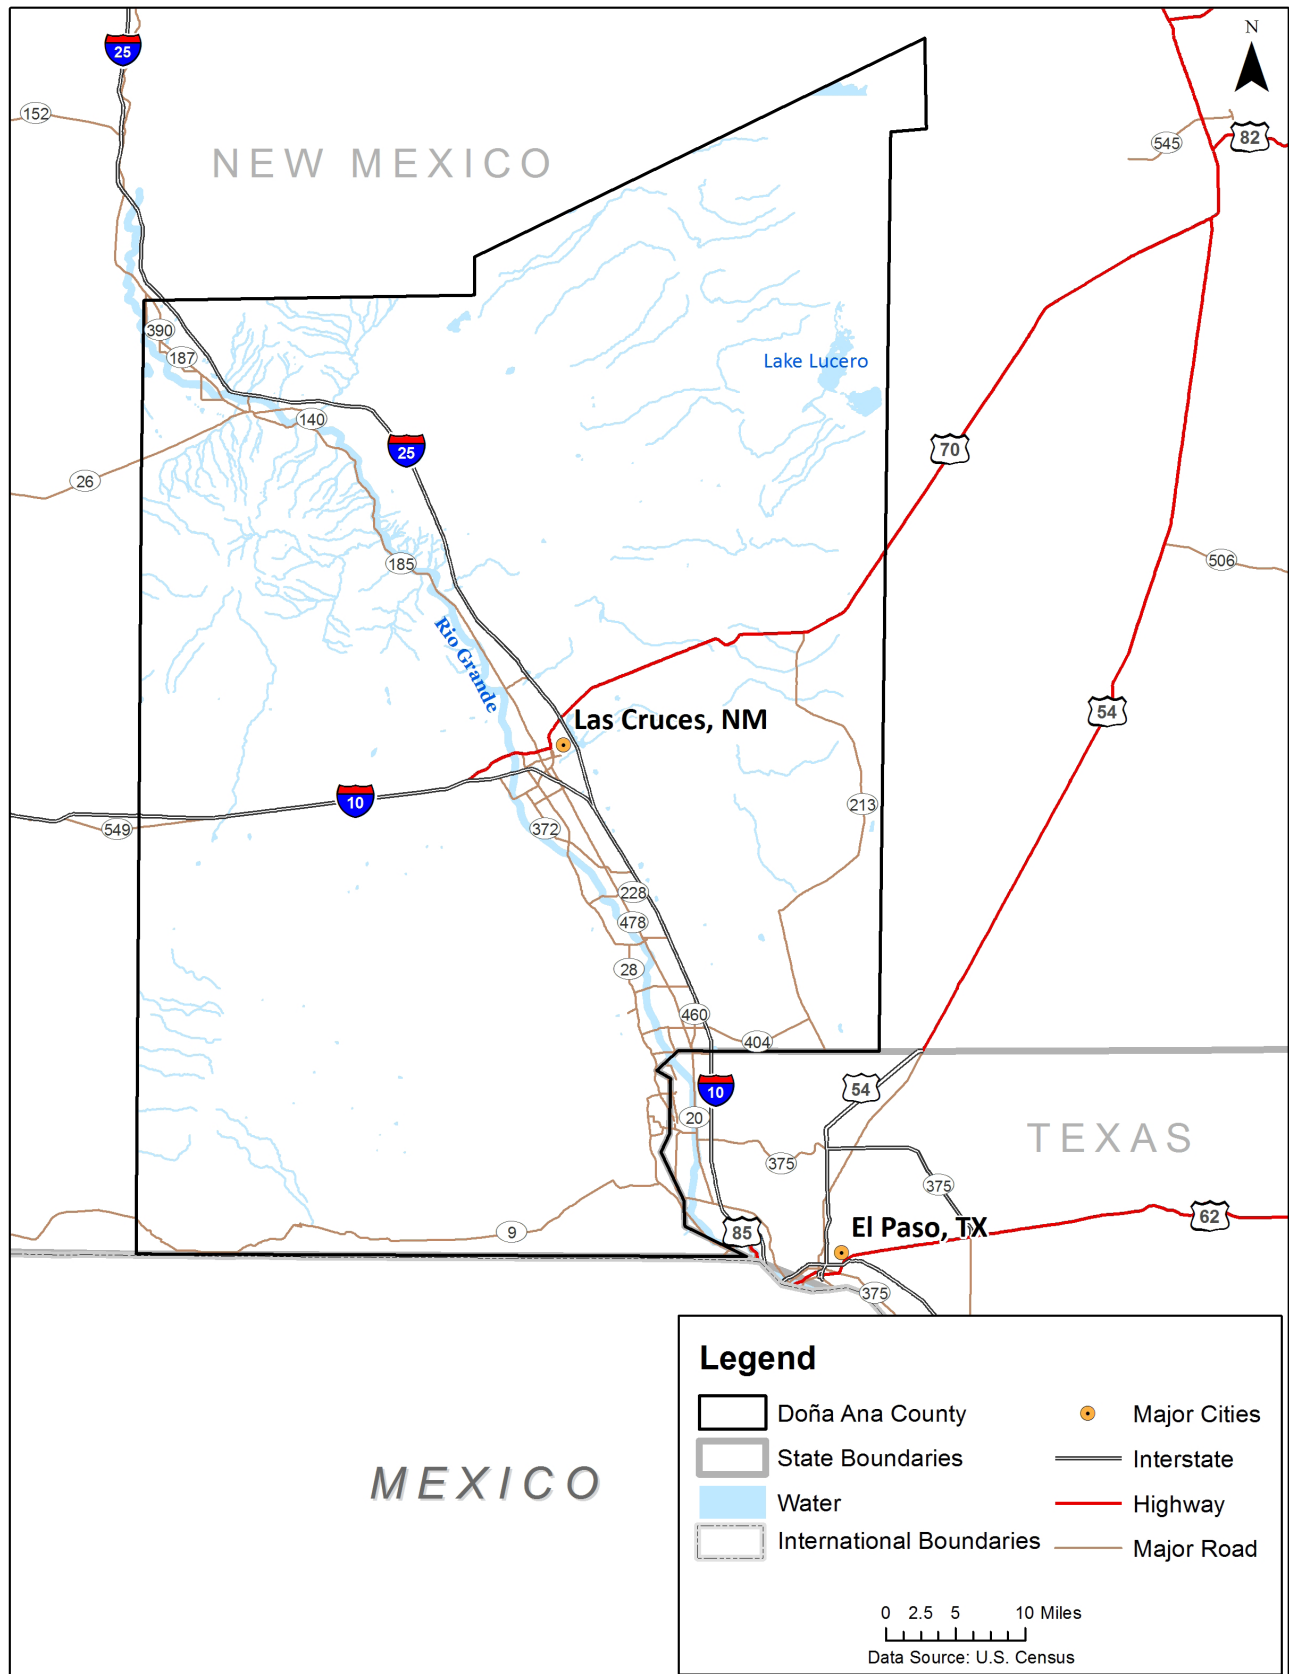 N
25
152
82
545
NEW MEXICO
390
187
Lake Lucero
140
25
70
26
185
506
Rio Grande
54
Las Cruces, NM
10
213
549
372
228
478
28
460
404
10
54
20
TEXAS
375
375
62
9
85
El Paso, TX
375
Legend
Doña Ana County
Major Cities
State Boundaries
Interstate
Water
Highway
International Boundaries
Major Road
MEXICO
0 2.5 5 10 Miles
Data Source: U.S. Census